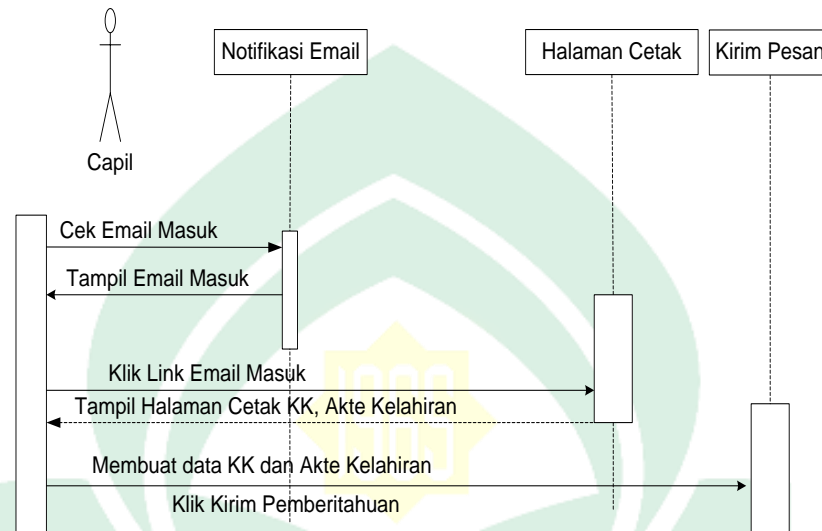 Notifikasi Email
Halaman Cetak
Kirim Pesan
Capil
Cek Email Masuk
Tampil Email Masuk
Klik Link Email Masuk
Tampil Halaman Cetak KK, Akte Kelahiran
Membuat data KK dan Akte Kelahiran
Klik Kirim Pemberitahuan
1989